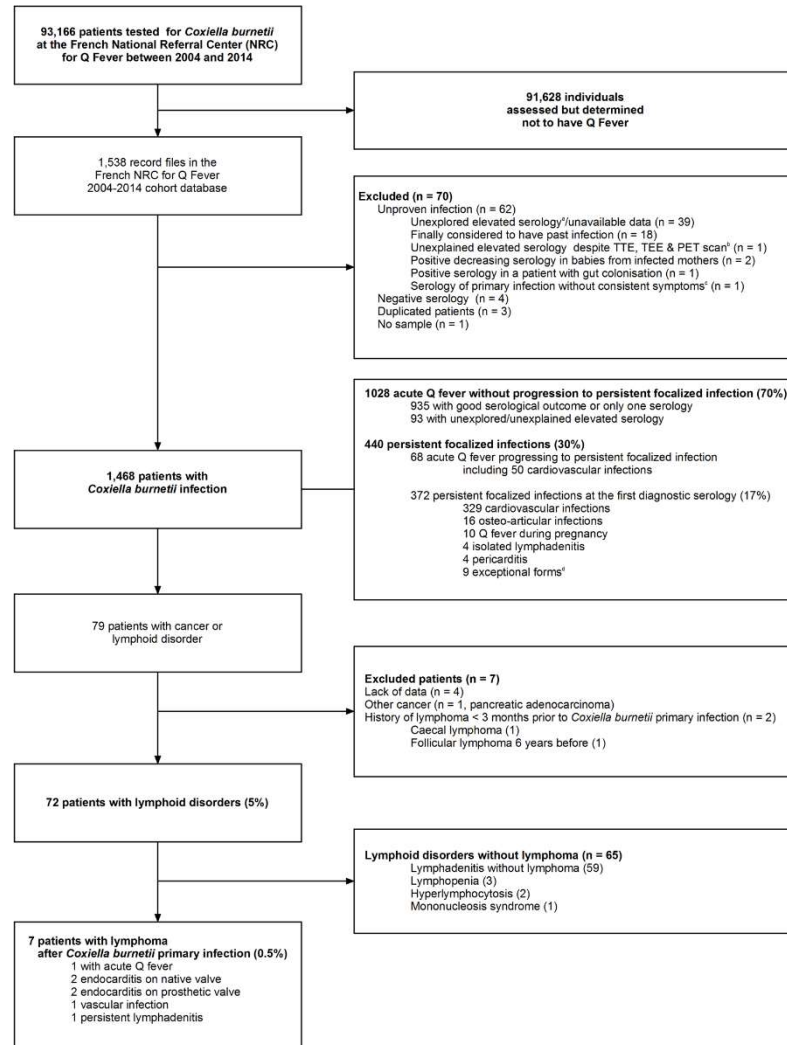 93,166 patients tested for Coxiella burnetii
at the French National Referral Center (NRC)
for Q Fever between 2004 and 2014
91,628 individuals
assessed but determined
not to have Q Fever
1,538 record files in the
French NRC for Q Fever
2004-2014 cohort database
Excluded (n = 70)
Unproven infection (n = 62)
Unexplored elevated serologyª/unavailable data (n = 39)
Finally considered to have past infection (n = 18)
Unexplained elevated serology despite TTE, TEE & PET scanᵇ (n = 1)
Positive decreasing serology in babies from infected mothers (n = 2)
Positive serology in a patient with gut colonisation (n = 1)
Serology of primary infection without consistent symptomsᶜ (n = 1)
Negative serology (n = 4)
Duplicated patients (n = 3)
No sample (n = 1)
1028 acute Q fever without progression to persistent focalized infection (70%)
935 with good serological outcome or only one serology
93 with unexplored/unexplained elevated serology
440 persistent focalized infections (30%)
68 acute Q fever progressing to persistent focalized infection
including 50 cardiovascular infections
372 persistent focalized infections at the first diagnostic serology (17%)
329 cardiovascular infections
16 osteo-articular infections
10 Q fever during pregnancy
4 isolated lymphadenitis
4 pericarditis
9 exceptional formsᵈ
1,468 patients with
Coxiella burnetii infection
79 patients with cancer or
lymphoid disorder
Excluded patients (n = 7)
Lack of data (n = 4)
Other cancer (n = 1, pancreatic adenocarcinoma)
History of lymphoma < 3 months prior to Coxiella burnetii primary infection (n = 2)
Caecal lymphoma (1)
Follicular lymphoma 6 years before (1)
72 patients with lymphoid disorders (5%)
Lymphoid disorders without lymphoma (n = 65)
Lymphadenitis without lymphoma (59)
Lymphopenia (3)
Hyperlymphocytosis (2)
Mononucleosis syndrome (1)
7 patients with lymphoma
after Coxiella burnetii primary infection (0.5%)
1 with acute Q fever
2 endocarditis on native valve
2 endocarditis on prosthetic valve
1 vascular infection
1 persistent lymphadenitis